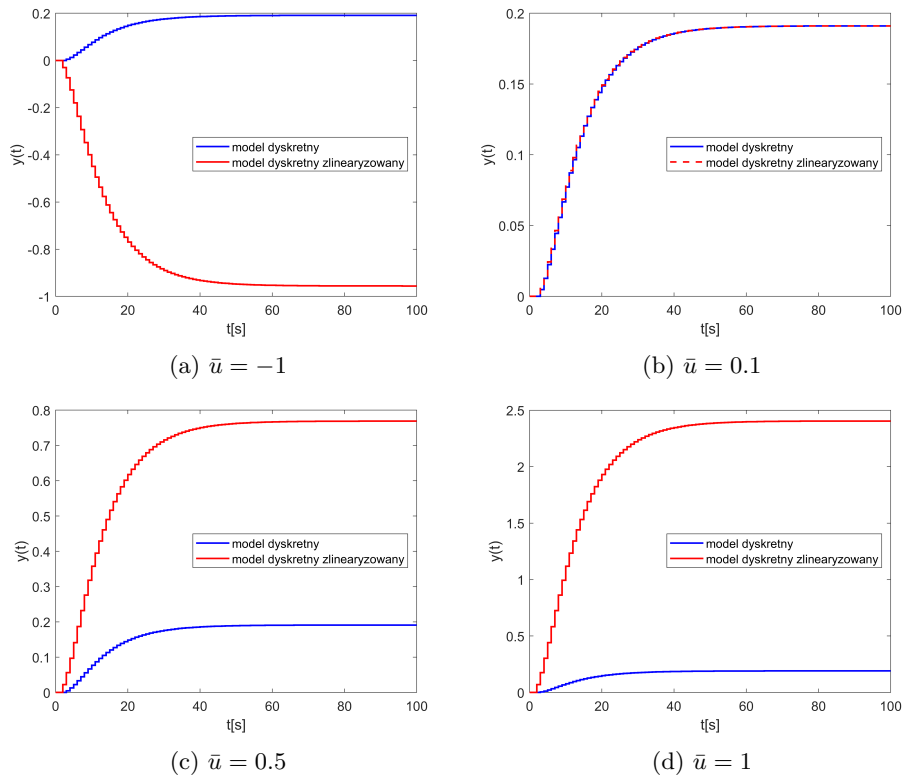 0.2
0
-0.2
-0.4
-0.6
-0.8
-1
y(t)
model dyskretny
model dyskretny zlinearyzowany
0 20 40 60 80 100
t[s]
(a) ū = −1
0.2
0.15
0.1
0.05
0
y(t)
model dyskretny
model dyskretny zlinearyzowany
0 20 40 60 80 100
t[s]
(b) ū = 0.1
0.8
0.7
0.6
0.5
0.4
0.3
0.2
0.1
0
y(t)
model dyskretny
model dyskretny zlinearyzowany
0 20 40 60 80 100
t[s]
(c) ū = 0.5
2.5
2
1.5
1
0.5
0
y(t)
model dyskretny
model dyskretny zlinearyzowany
0 20 40 60 80 100
t[s]
(d) ū = 1